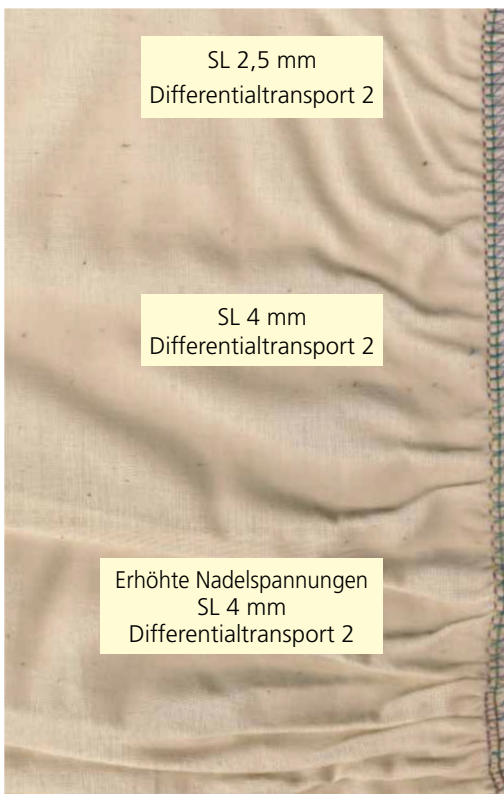 SL 2,5 mm
Differentialtransport 2
SL 4 mm
Differentialtransport 2
Erhöhte Nadelspannungen
SL 4 mm
Differentialtransport 2